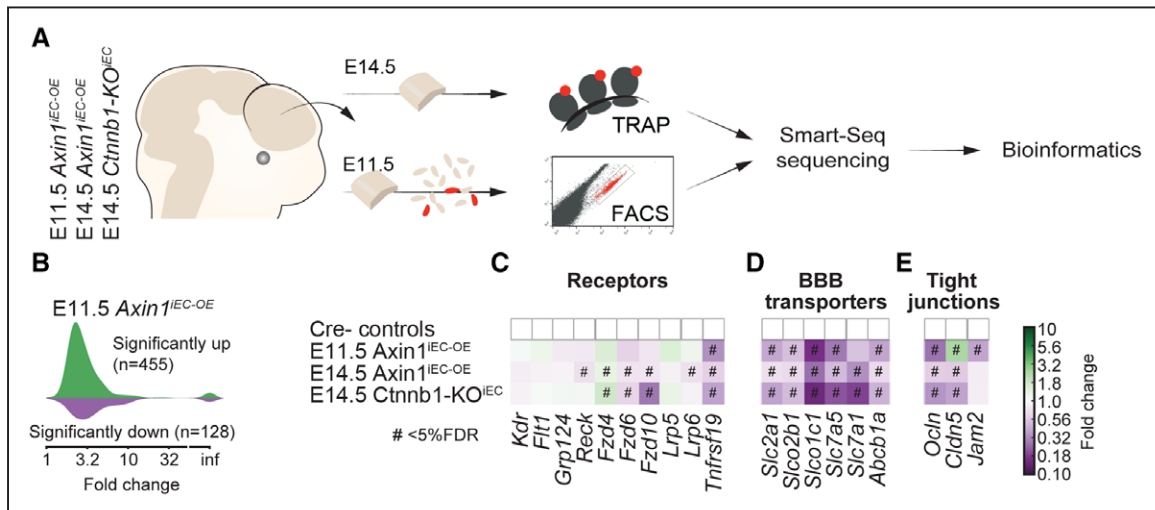 A
E11.5 Axin1iEC-OE
E14.5 Axin1iEC-OE
E14.5 Ctnnb1-KOiEC
E14.5
E11.5
TRAP
FACS
Smart-Seq
sequencing
Bioinformatics
B
E11.5 Axin1iEC-OE
Significantly up
(n=455)
Significantly down (n=128)
1 3.2 10 32 inf
Fold change
Cre- controls
E11.5 Axin1iEC-OE
E14.5 Axin1iEC-OE
E14.5 Ctnnb1-KOiEC
# <5%FDR
C
Receptors
#
# # # # # #
# # # #
Kdr
Flt1
Grp124
Reck
Fzd4
Fzd6
Fzd10
Lrp5
Lrp6
Tnfrsf19
D
BBB
transporters
# # # # #
# # # # # #
# # # # # #
Slc2a1
Slco2b1
Slco1c1
Slc7a5
Slc7a1
Abcb1a
E
Tight
junctions
# # #
# #
# #
Ocln
Cldn5
Jam2
10
5.6
3.2
1.8
1.0
0.56
0.32
0.18
0.10
Fold change